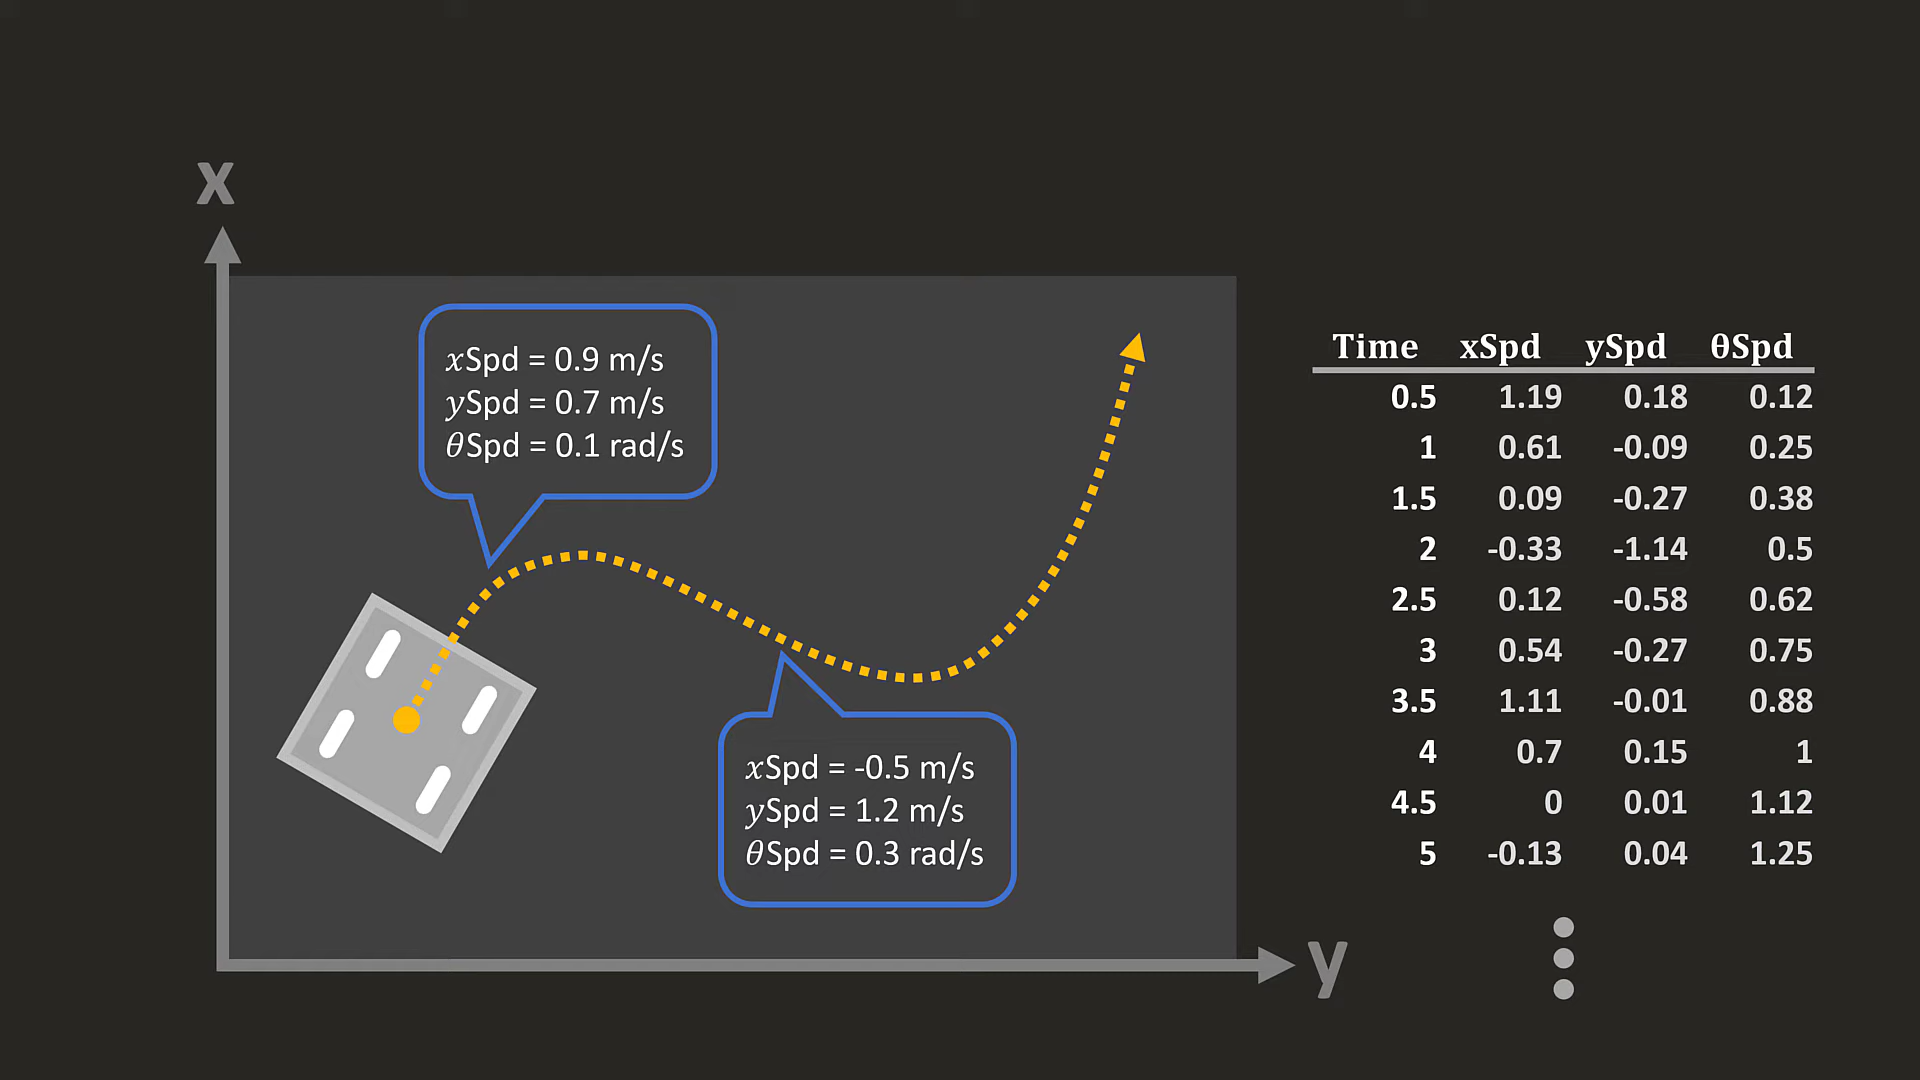 x
xSpd = 0.9 m/s
ySpd = 0.7 m/s
θSpd = 0.1 rad/s
xSpd = -0.5 m/s
ySpd = 1.2 m/s
θSpd = 0.3 rad/s
y
Time xSpd ySpd θSpd
0.5 1.19 0.18 0.12
1 0.61 -0.09 0.25
1.5 0.09 -0.27 0.38
2 -0.33 -1.14 0.5
2.5 0.12 -0.58 0.62
3 0.54 -0.27 0.75
3.5 1.11 -0.01 0.88
4 0.7 0.15 1
4.5 0 0.01 1.12
5 -0.13 0.04 1.25